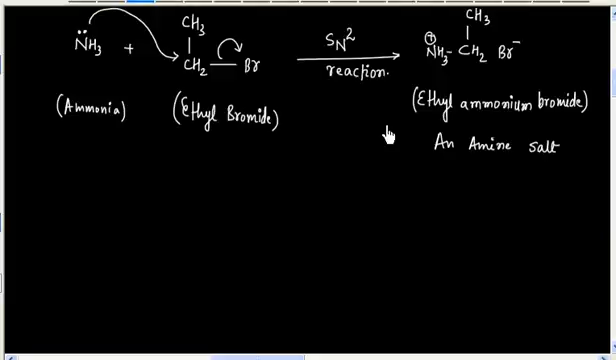 CH3 CH3
N̈H3 + CH2 — Br SN2 reaction. ⊕NH3 - CH2 Br⁻
(Ammonia) (Ethyl Bromide) (Ethyl ammonium bromide)
An Amine salt